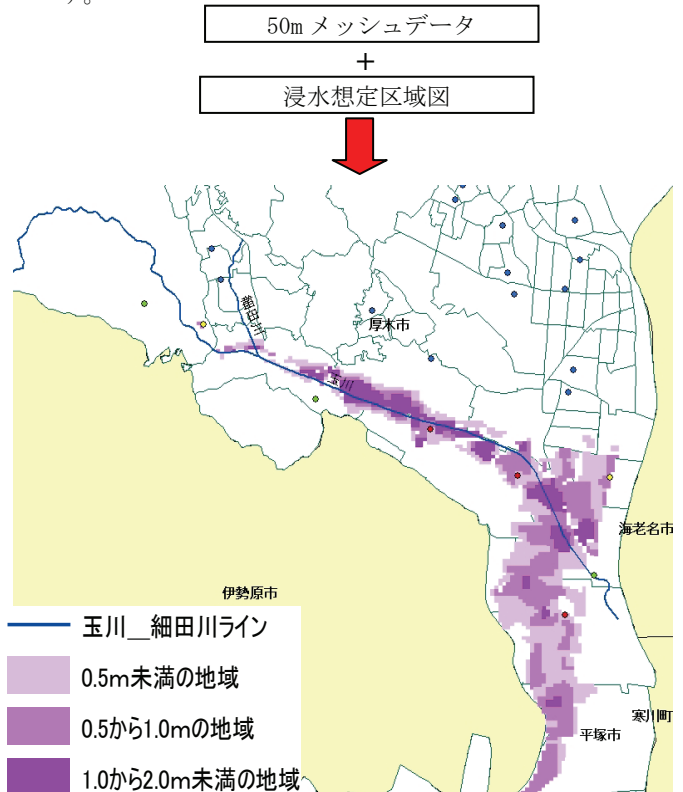 す。
50m メッシュデータ
+
浸水想定区域図
厚木市
玉川
海老名市
伊勢原市
玉川__細田川ライン
0.5m未満の地域
0.5から1.0mの地域
寒川町
平塚市
1.0から2.0m未満の地域